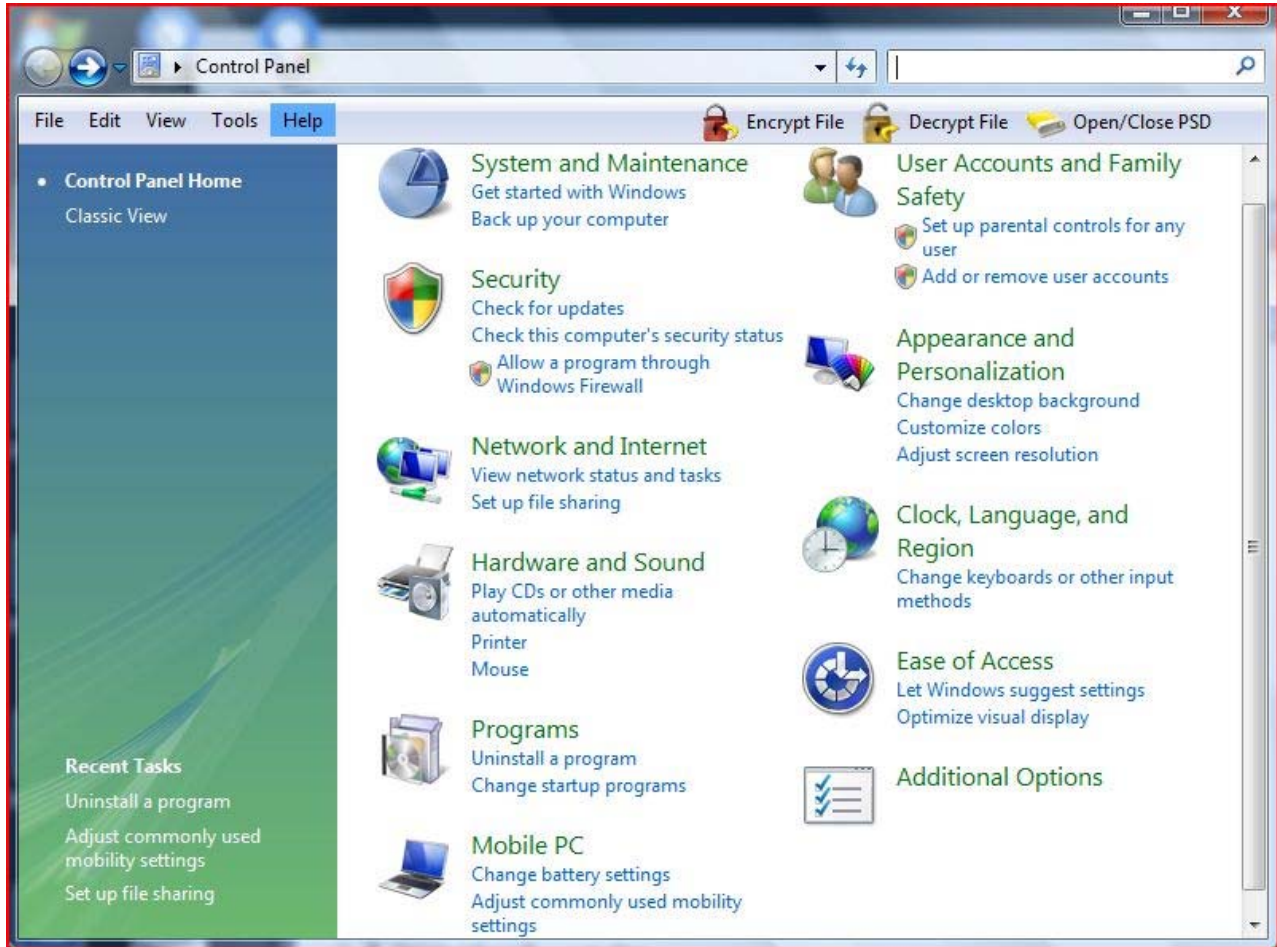 Control Panel
File Edit View Tools Help
Encrypt File Decrypt File Open/Close PSD
Control Panel Home
Classic View
Recent Tasks
Uninstall a program
Adjust commonly used
mobility settings
Set up file sharing
System and Maintenance
Get started with Windows
Back up your computer
Security
Check for updates
Check this computer's security status
Allow a program through
Windows Firewall
Network and Internet
View network status and tasks
Set up file sharing
Hardware and Sound
Play CDs or other media
automatically
Printer
Mouse
Programs
Uninstall a program
Change startup programs
Mobile PC
Change battery settings
Adjust commonly used mobility
settings
User Accounts and Family
Safety
Set up parental controls for any
user
Add or remove user accounts
Appearance and
Personalization
Change desktop background
Customize colors
Adjust screen resolution
Clock, Language, and
Region
Change keyboards or other input
methods
Ease of Access
Let Windows suggest settings
Optimize visual display
Additional Options